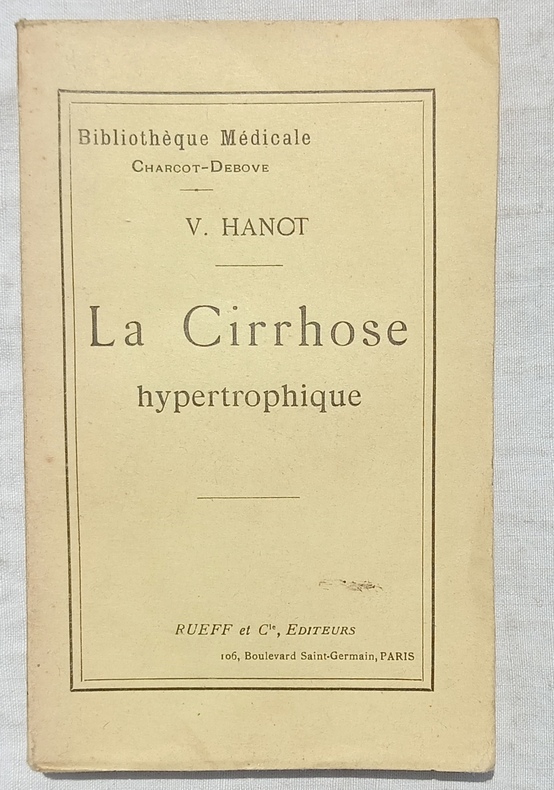 Bibliothèque Médicale
CHARCOT-DEBOVE
V. HANOT
La Cirrhose
hypertrophique
RUEFF et Cie, EDITEURS
106, Boulevard Saint-Germain, PARIS